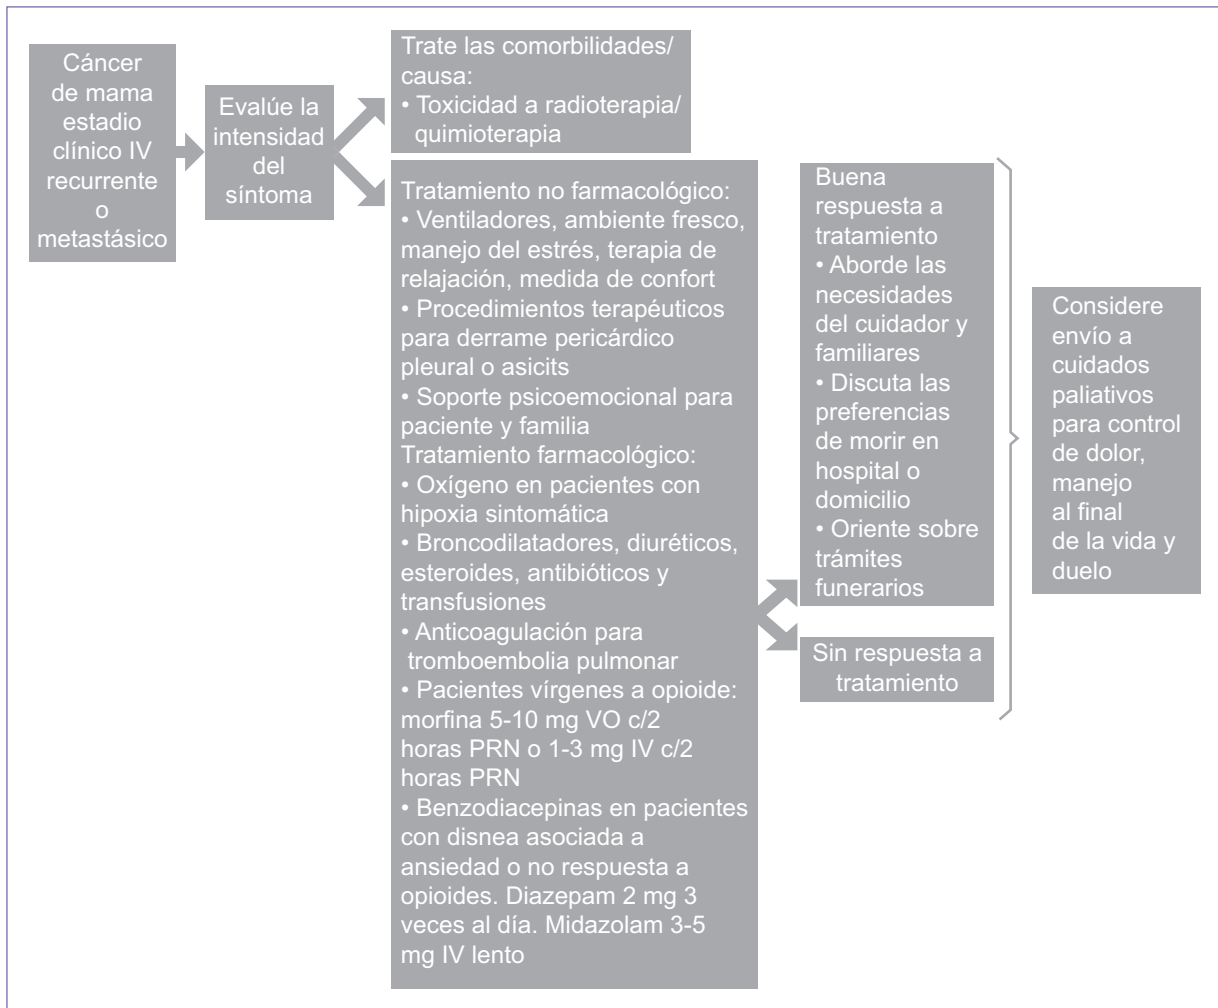 Cáncer
de mama
estadio
clínico IV
recurrente
o
metastásico
Evalúe la
intensidad
del
síntoma
Trate las comorbilidades/
causa:
• Toxicidad a radioterapia/
quimioterapia
Tratamiento no farmacológico:
• Ventiladores, ambiente fresco,
manejo del estrés, terapia de
relajación, medida de confort
• Procedimientos terapéuticos
para derrame pericárdico
pleural o asicits
• Soporte psicoemocional para
paciente y familia
Tratamiento farmacológico:
• Oxígeno en pacientes con
hipoxia sintomática
• Broncodilatadores, diuréticos,
esteroides, antibióticos y
transfusiones
• Anticoagulación para
tromboembolia pulmonar
• Pacientes vírgenes a opioide:
morfina 5-10 mg VO c/2
horas PRN o 1-3 mg IV c/2
horas PRN
• Benzodiacepinas en pacientes
con disnea asociada a
ansiedad o no respuesta a
opioides. Diazepam 2 mg 3
veces al día. Midazolam 3-5
mg IV lento
Buena
respuesta a
tratamiento
• Aborde las
necesidades
del cuidador y
familiares
• Discuta las
preferencias
de morir en
hospital o
domicilio
• Oriente sobre
trámites
funerarios
Sin respuesta a
tratamiento
Considere
envío a
cuidados
paliativos
para control
de dolor,
manejo
al final
de la vida y
duelo